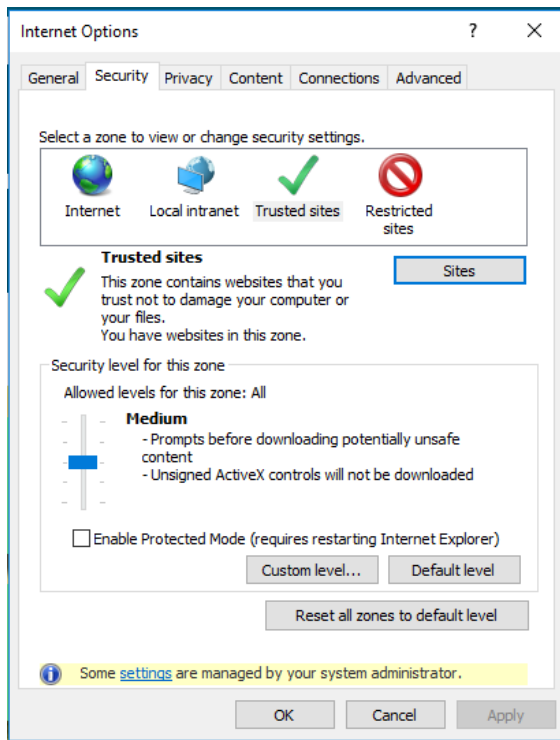 Internet Options
?
General Security Privacy Content Connections Advanced
Select a zone to view or change security settings.
Internet
Local intranet
Trusted sites
Restricted
sites
Trusted sites
This zone contains websites that you
trust not to damage your computer or
your files.
You have websites in this zone.
Sites
Security level for this zone
Allowed levels for this zone: All
Medium
- Prompts before downloading potentially unsafe
content
- Unsigned ActiveX controls will not be downloaded
Enable Protected Mode (requires restarting Internet Explorer)
Custom level... Default level
Reset all zones to default level
Some settings are managed by your system administrator.
OK Cancel Apply